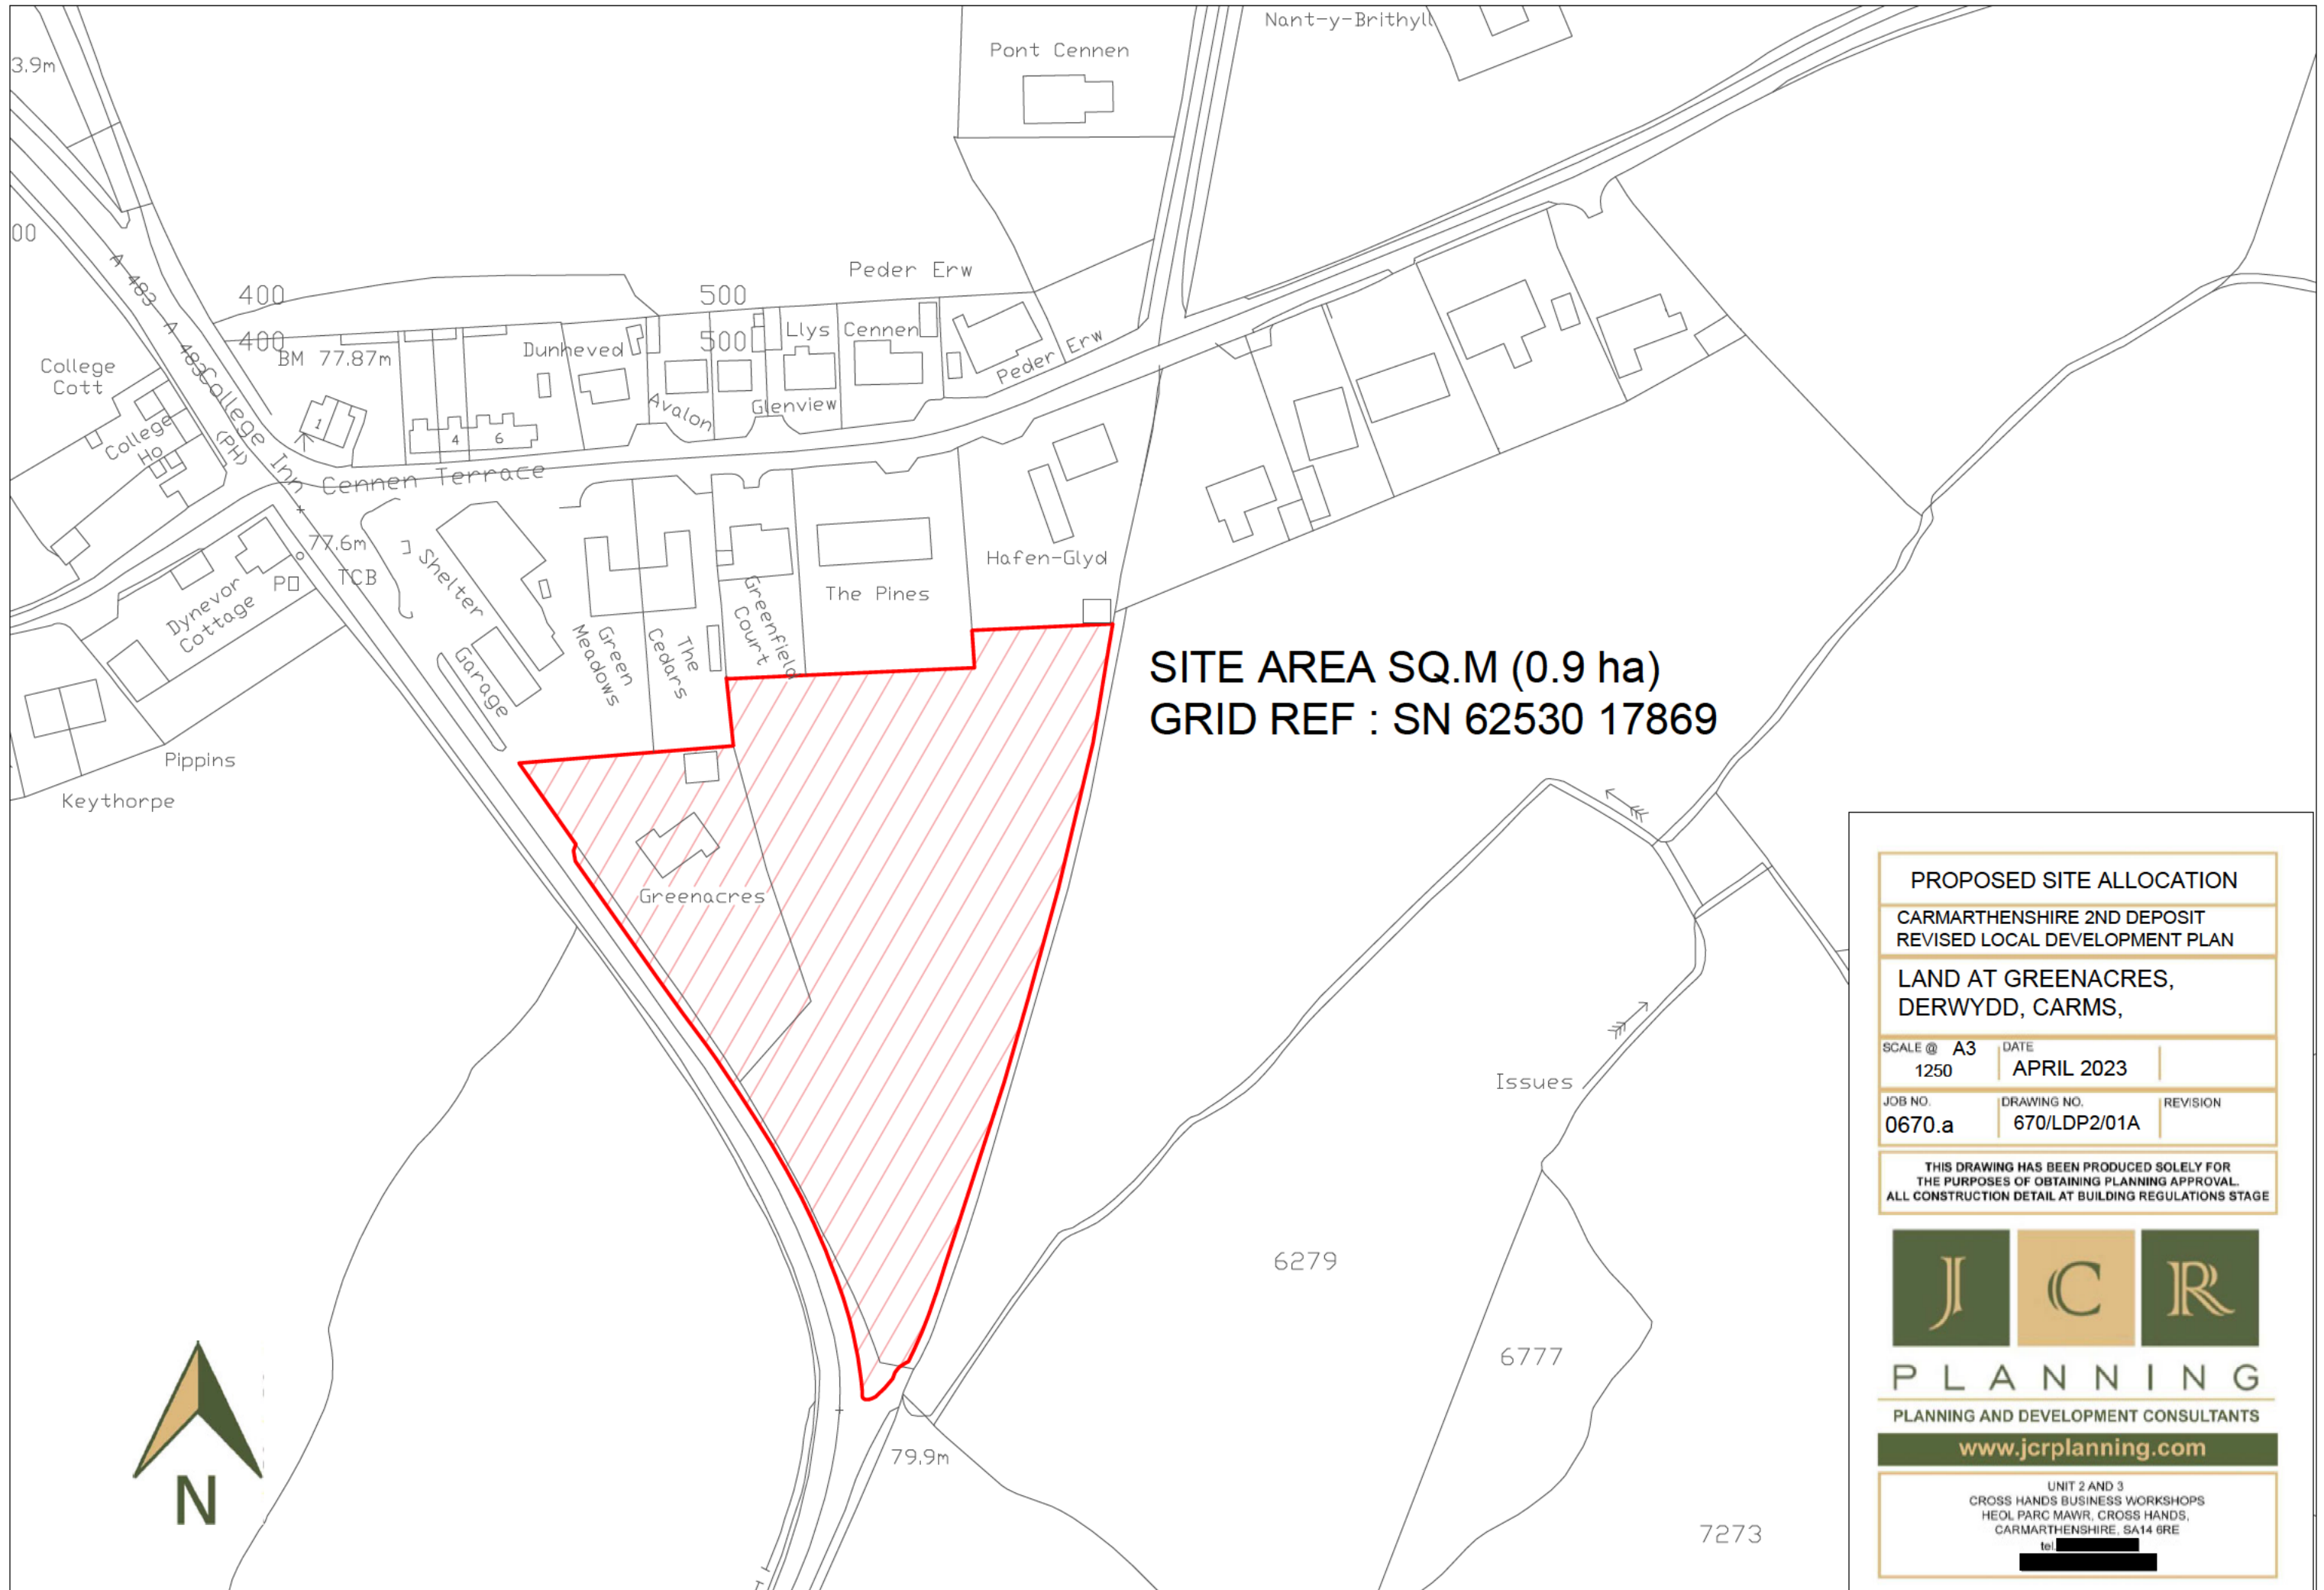 3.9m
00
Pont Cennen
Nant-y-Brithyll
A 483
A 483
400
400
500
500
Peder Erw
BM 77.87m
Dunheved
Llys Cennen
Peder Erw
College
Cott
College
Ho
College Inn
(PH)
1
4
6
Avalon
Glenview
Cennen Terrace
77.6m
TCB
PO
Shelter
Dynevor
Cottage
Garage
Green
Meadows
The
Cedars
Greenfield
Court
The Pines
Hafen-Glyd
Pippins
Keythorpe
SITE AREA SQ.M (0.9 ha)
GRID REF : SN 62530 17869
Greenacres
Issues
6279
6777
7273
79.9m
N
PROPOSED SITE ALLOCATION
CARMARTHENSHIRE 2ND DEPOSIT
REVISED LOCAL DEVELOPMENT PLAN
LAND AT GREENACRES,
DERWYDD, CARMS,
SCALE @ A3
1250
DATE
APRIL 2023
JOB NO.
0670.a
DRAWING NO.
670/LDP2/01A
REVISION
THIS DRAWING HAS BEEN PRODUCED SOLELY FOR
THE PURPOSES OF OBTAINING PLANNING APPROVAL.
ALL CONSTRUCTION DETAIL AT BUILDING REGULATIONS STAGE
J C R
PLANNING
PLANNING AND DEVELOPMENT CONSULTANTS
www.jcrplanning.com
UNIT 2 AND 3
CROSS HANDS BUSINESS WORKSHOPS
HEOL PARC MAWR, CROSS HANDS,
CARMARTHENSHIRE, SA14 6RE
tel.